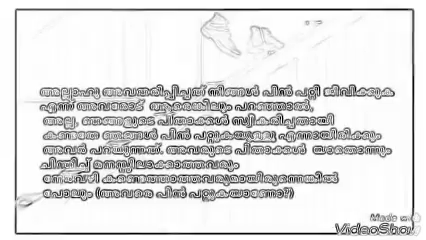 അല്ലാഹു അവതരിപ്പിച്ചത് നിങ്ങൾ പിൻ പറ്റി ജീവിക്കുക
എന്ന് അവരോട് ആരെങ്കിലും പറഞ്ഞാൽ,
അല്ല, ഞങ്ങളുടെ പിതാക്കൾ സ്വീകരിച്ചതായി
കണ്ടതേ ഞങ്ങൾ പിൻ പറ്റുകയുള്ളൂ എന്നായിരിക്കും
അവർ പറയുന്നത്. അവരുടെ പിതാക്കൾ യാതൊന്നും
ചിന്തിച്ച് മനസ്സിലാക്കാത്തവരും
നേർവഴി കണ്ടെത്താത്തവരുമായിരുന്നെങ്കിൽ
പോലും (അവരെ പിൻ പറ്റുകയാണോ?)
Made with
VideoShow